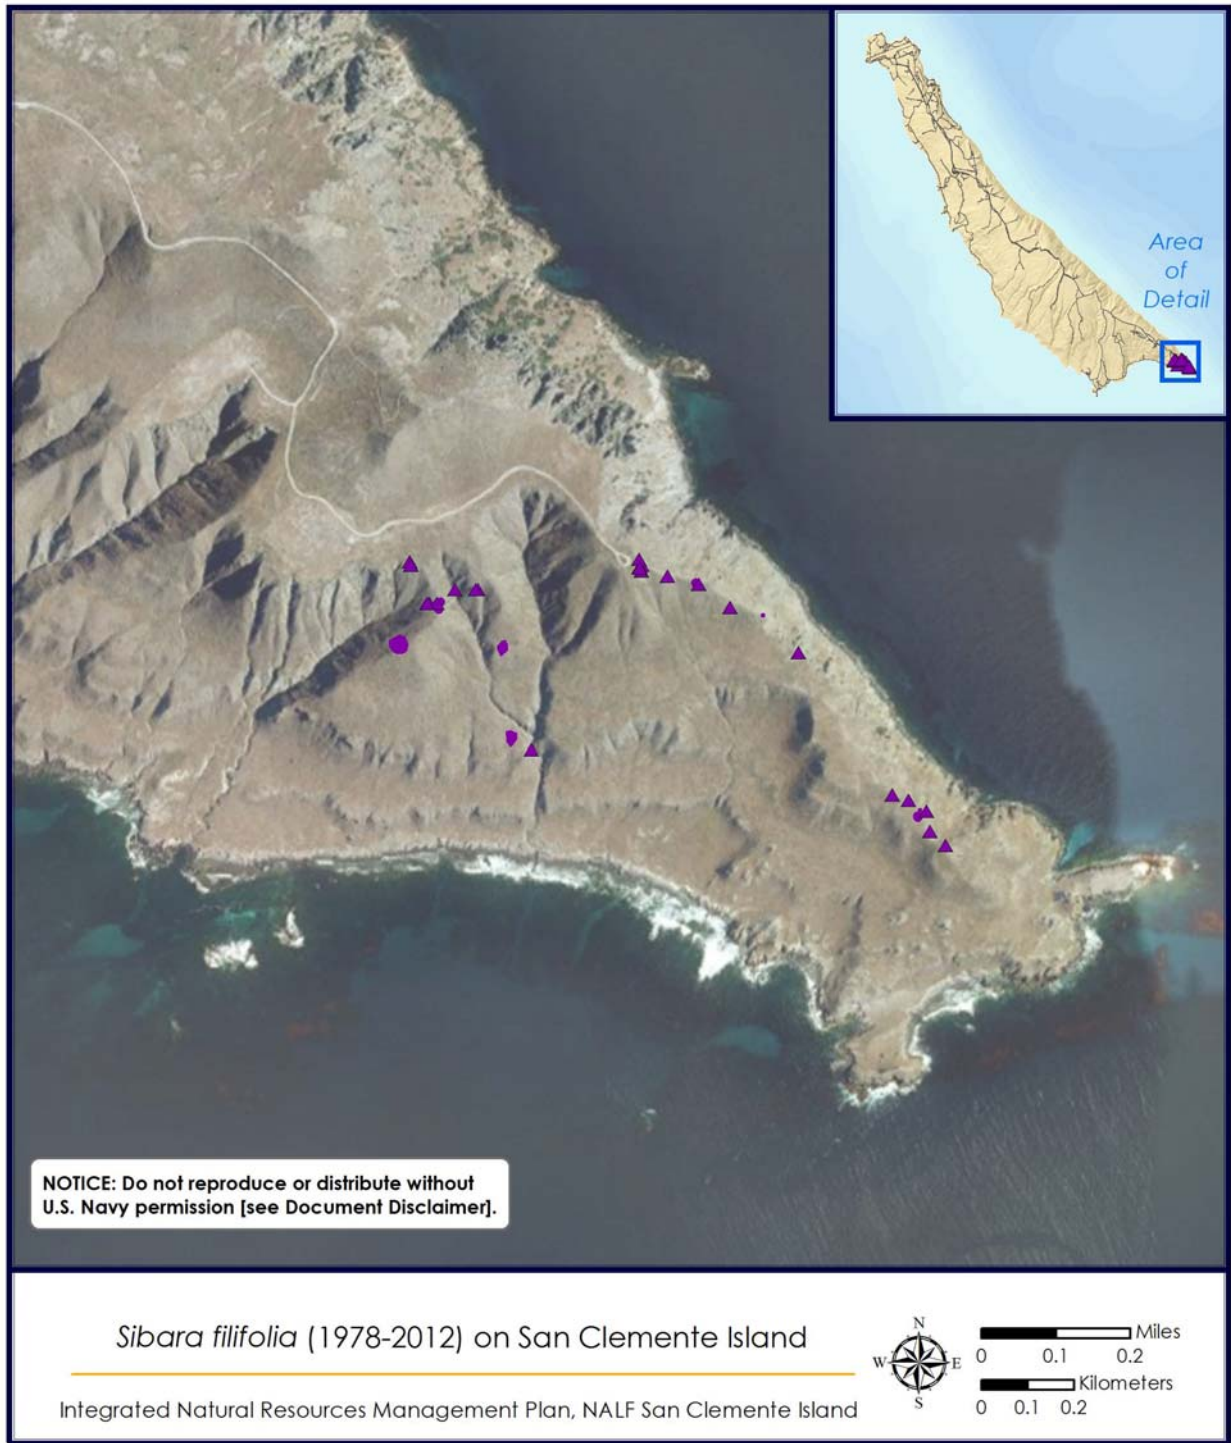 Area
of
Detail
NOTICE: Do not reproduce or distribute without
U.S. Navy permission [see Document Disclaimer].
Sibara filifolia (1978-2012) on San Clemente Island
Integrated Natural Resources Management Plan, NALF San Clemente Island
N
W E
S
Miles
0 0.1 0.2
Kilometers
0 0.1 0.2